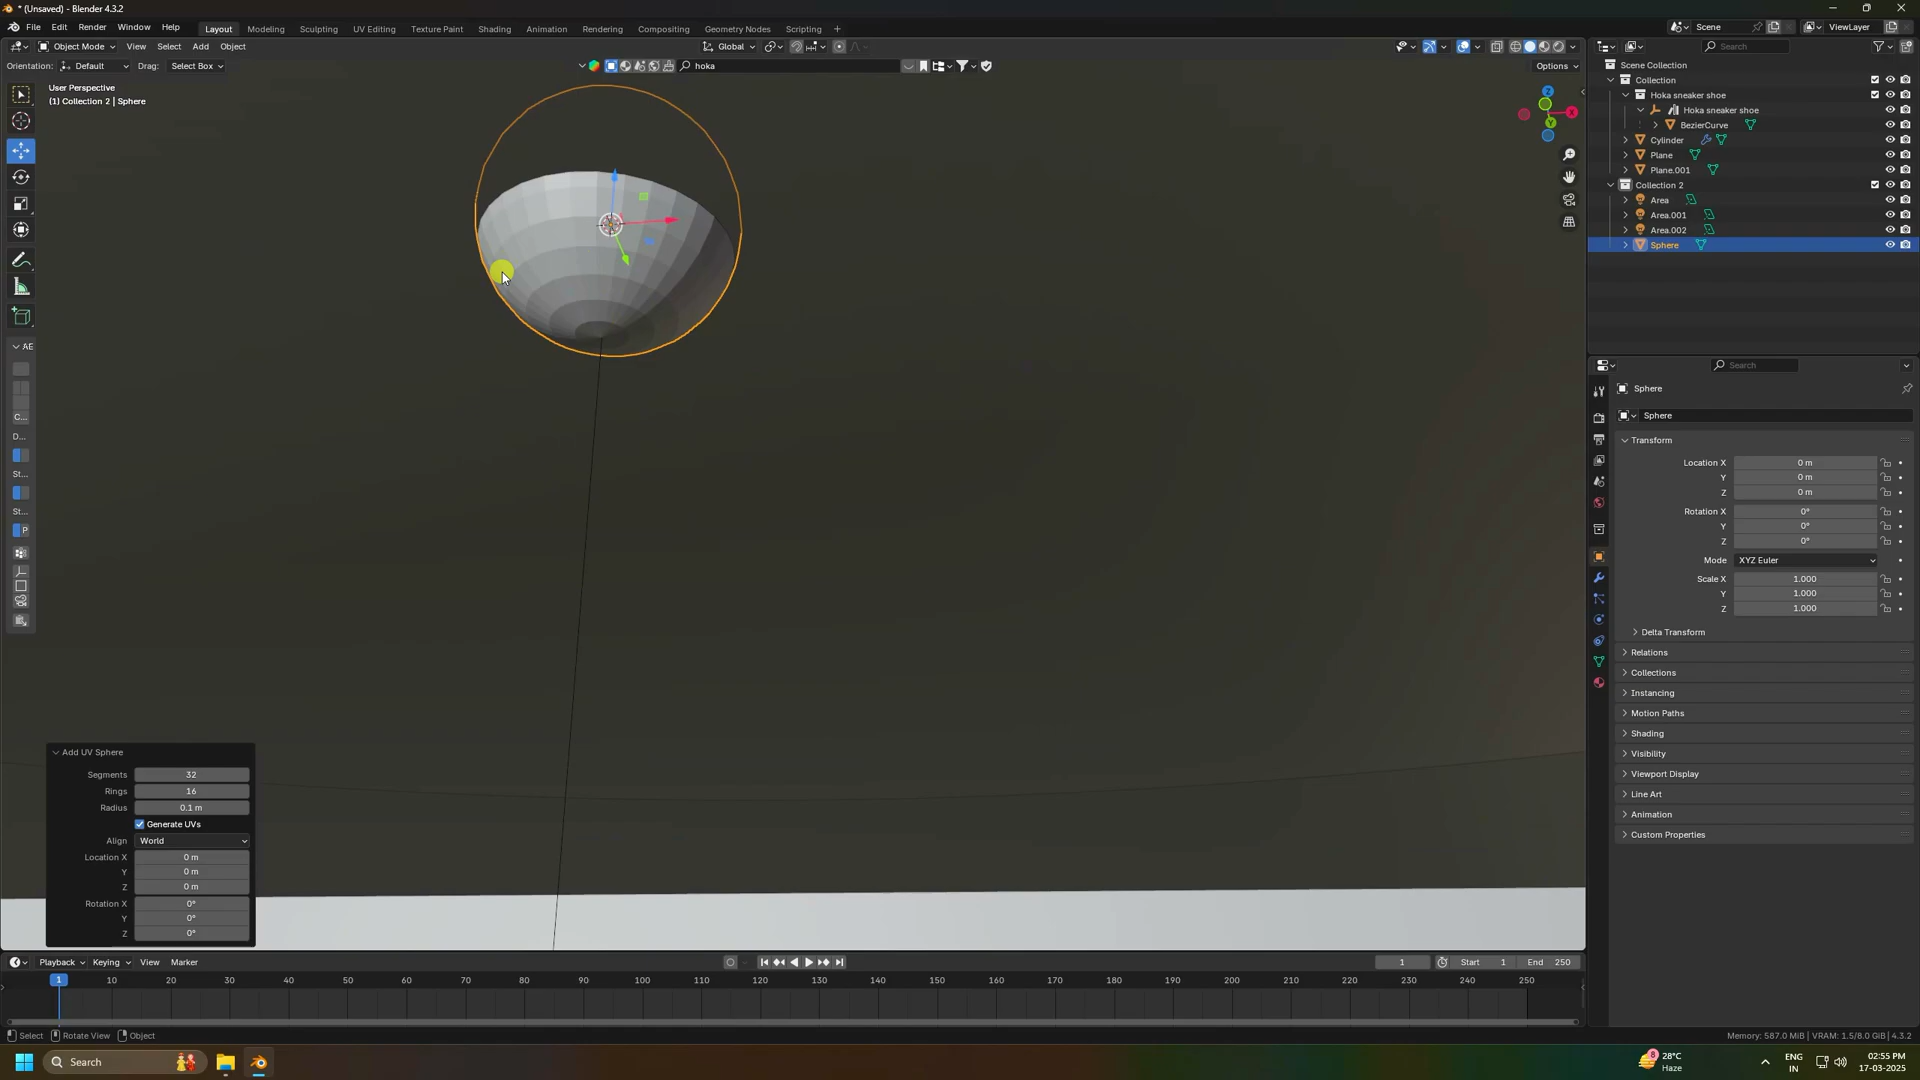 * (Unsaved) - Blender 4.3.2
File Edit Render Window Help
Layout Modeling Sculpting UV Editing Texture Paint Shading Animation Rendering Compositing Geometry Nodes Scripting +
Scene ViewLayer
Object Mode View Select Add Object
Global
Search
Orientation: Default Drag: Select Box
hoka
Options
User Perspective
(1) Collection 2 | Sphere
Scene Collection
Collection
Hoka sneaker shoe
Hoka sneaker shoe
BezierCurve
Cylinder
Plane
Plane.001
Collection 2
Area
Area.001
Area.002
Sphere
X
Y
Z
AE
C...
D...
St...
St...
P
Search
Sphere
Sphere
Transform
Location X 0 m
Y 0 m
Z 0 m
Rotation X 0°
Y 0°
Z 0°
Mode XYZ Euler
Scale X 1.000
Y 1.000
Z 1.000
Delta Transform
Relations
Collections
Instancing
Motion Paths
Shading
Visibility
Viewport Display
Line Art
Animation
Custom Properties
Add UV Sphere
Segments 32
Rings 16
Radius 0.1 m
Generate UVs
Align World
Location X 0 m
Y 0 m
Z 0 m
Rotation X 0°
Y 0°
Z 0°
Playback Keying View Marker
1 Start 1 End 250
1 10 20 30 40 50 60 70 80 90 100 110 120 130 140 150 160 170 180 190 200 210 220 230 240 250
Select Rotate View Object
Memory: 587.0 MiB | VRAM: 1.5/8.0 GiB | 4.3.2
Search
8
28°C
Haze
ENG
IN
02:55 PM
17-03-2025